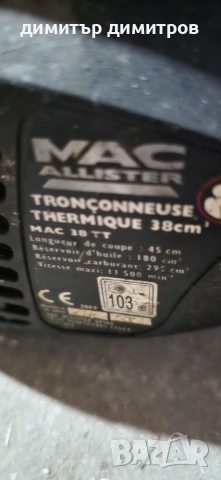 димитър димитров
MAC
ALLISTER
TRONÇONNEUSE
THERMIQUE 38cm³
MAC 38 TT
Longueur de coupe : 45 cm
Réservoir d'huile : 180 cm³
Réservoir carburant: 295 cm³
Vitesse maxi: 11 500 min⁻¹
CE
103
BAZAR